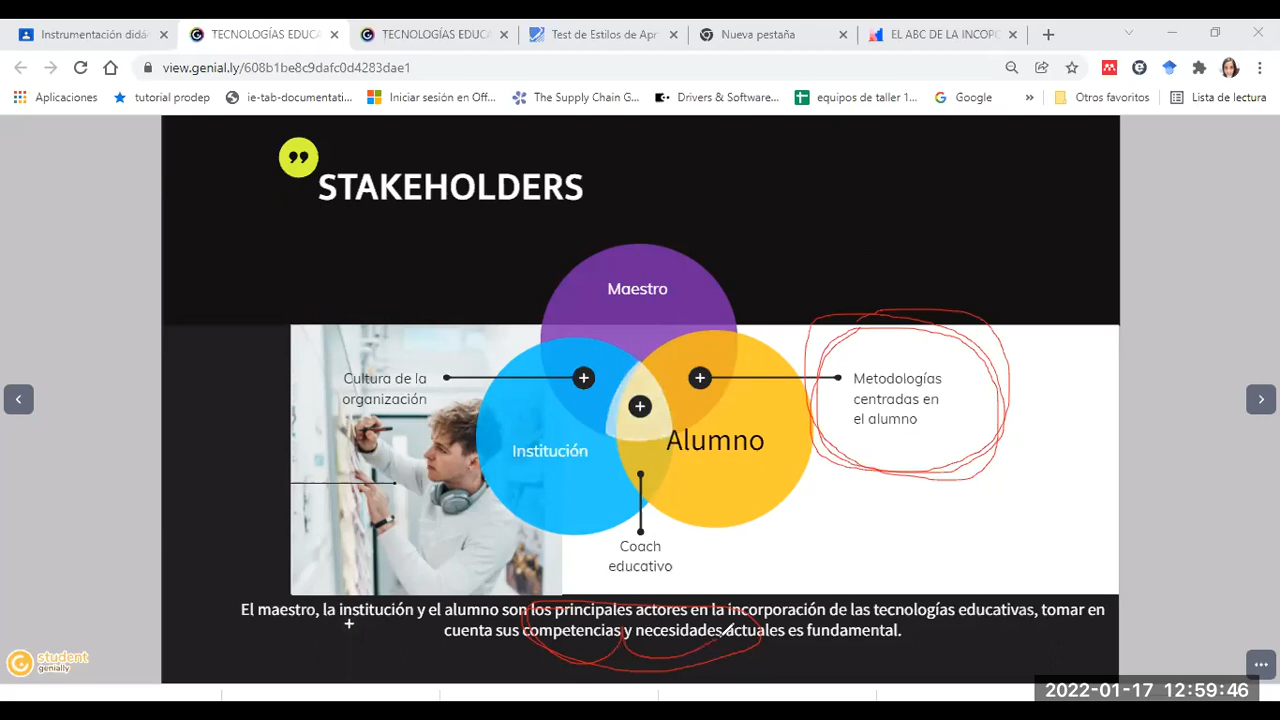 Instrumentación didá
TECNOLOGÍAS EDUCA
TECNOLOGÍAS EDUCA
Test de Estilos de Apr
Nueva pestaña
EL ABC DE LA INCORPO
view.genial.ly/608b1be8c9dafc0d4283dae1
Aplicaciones
tutorial prodep
ie-tab-documentati...
Iniciar sesión en Off...
The Supply Chain G...
Drivers & Software...
equipos de taller 1...
Google
»
Otros favoritos
Lista de lectura
STAKEHOLDERS
Maestro
Cultura de la
organización
Metodologías
centradas en
el alumno
Institución
Alumno
Coach
educativo
El maestro, la institución y el alumno son los principales actores en la incorporación de las tecnologías educativas, tomar en
cuenta sus competencias y necesidades actuales es fundamental.
student
genially
2022-01-17 12:59:46